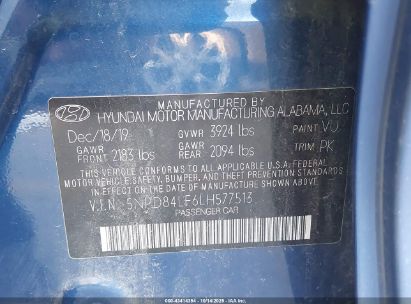 MANUFACTURED BY
HYUNDAI MOTOR MANUFACTURING ALABAMA, LLC
Dec/18/19 GVWR 3924 lbs PAINT VU
GAWR FRONT 2183 lbs GAWR REAR 2094 lbs TRIM PK
THIS VEHICLE CONFORMS TO ALL APPLICABLE U.S.A. FEDERAL
MOTOR VEHICLE SAFETY, BUMPER, AND THEFT PREVENTION
STANDARDS IN EFFECT ON THE DATE OF MANUFACTURE SHOWN ABOVE.
V.I.N. 5NPD84LF6LH577513
PASSENGER CAR